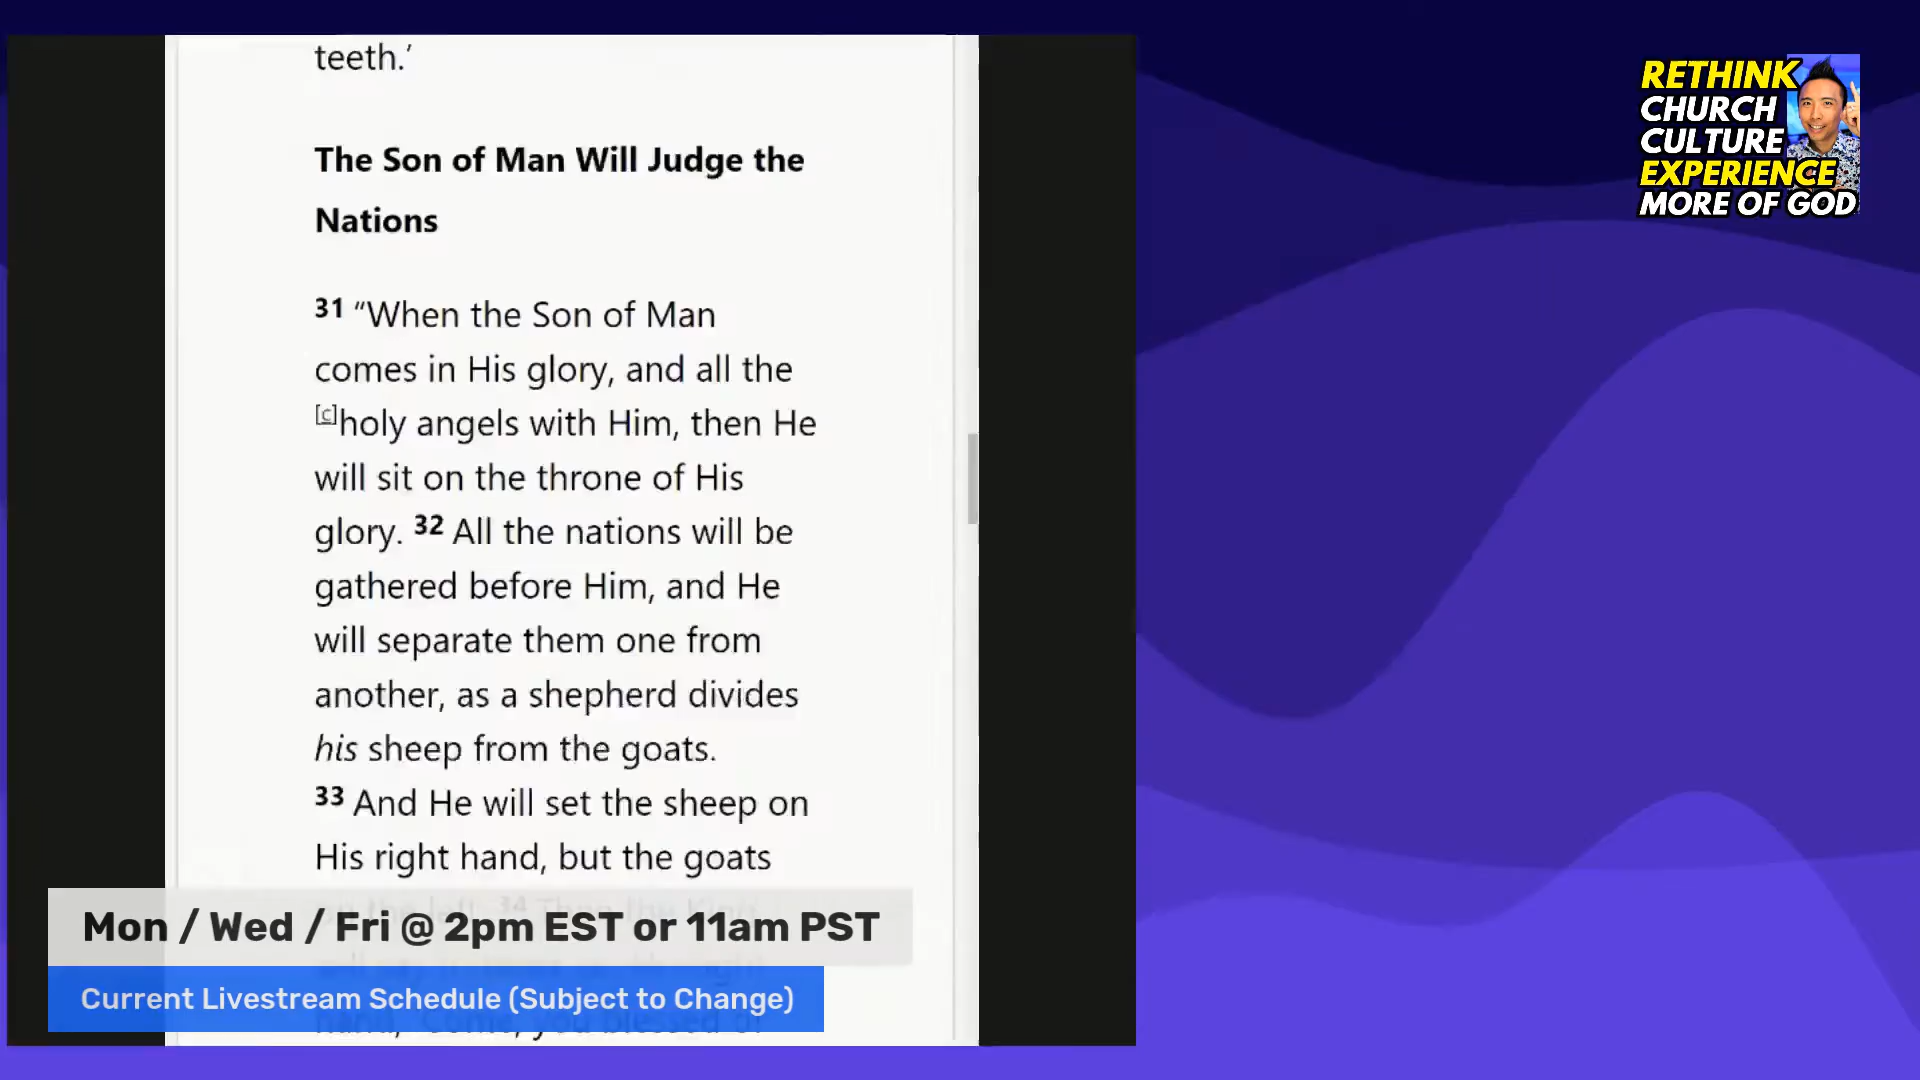 teeth.’
The Son of Man Will Judge the
Nations
31 “When the Son of Man
comes in His glory, and all the
[c]holy angels with Him, then He
will sit on the throne of His
glory. 32 All the nations will be
gathered before Him, and He
will separate them one from
another, as a shepherd divides
his sheep from the goats.
33 And He will set the sheep on
His right hand, but the goats
Mon / Wed / Fri @ 2pm EST or 11am PST
Current Livestream Schedule (Subject to Change)
RETHINK
CHURCH
CULTURE
EXPERIENCE
MORE OF GOD